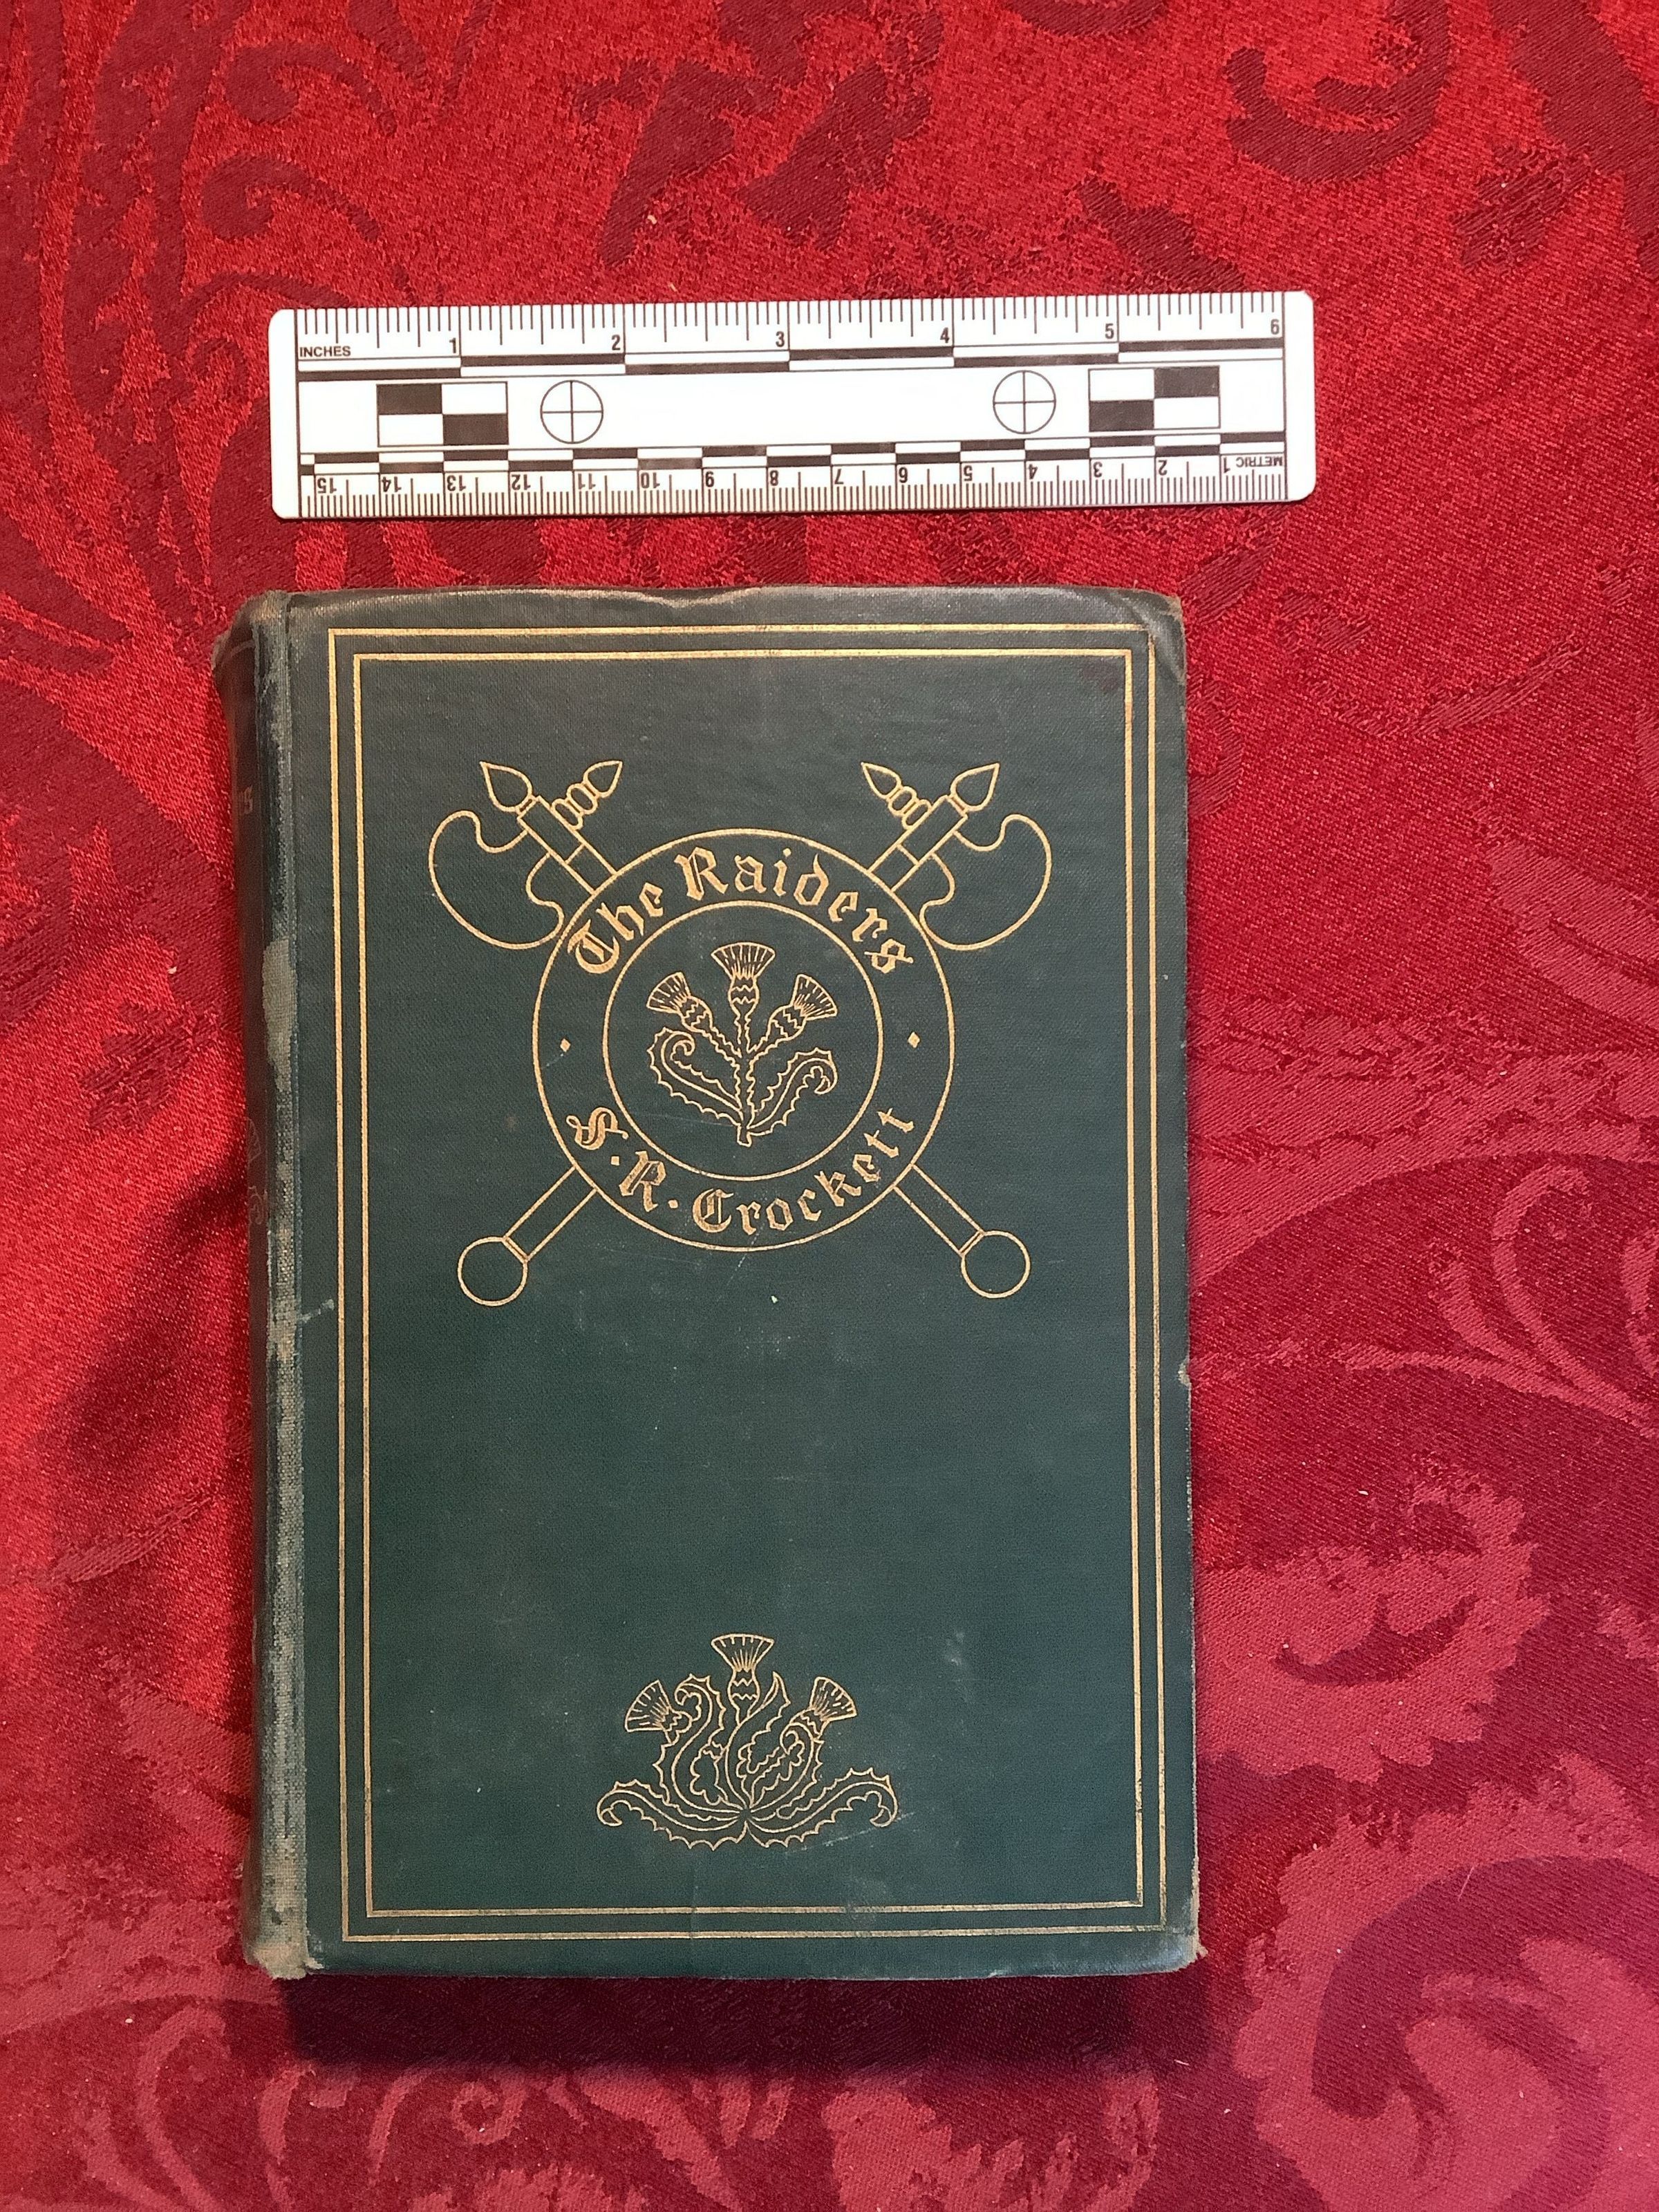 1 2 3 4 5 6
INCHES
15 14 13 12 11 10 9 8 7 6 5 4 3 2 1 METRIC
The Raiders
S. R. Crockett